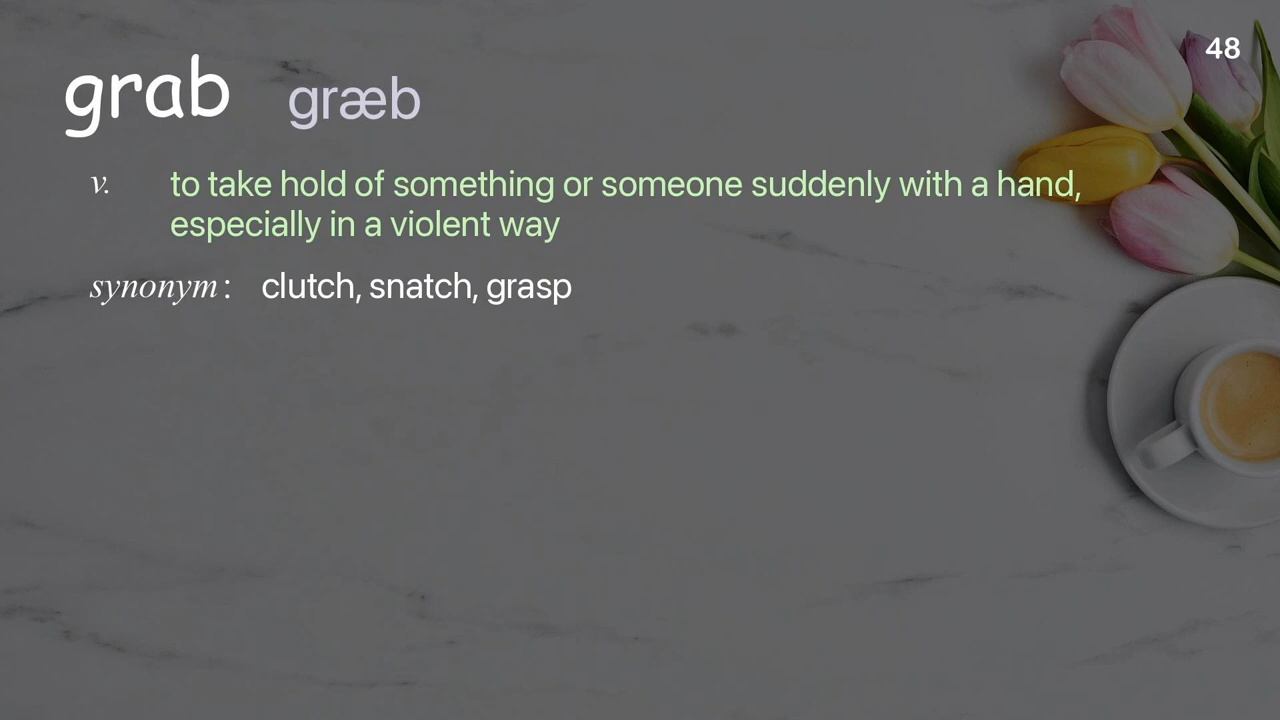 48
grab græb
v. to take hold of something or someone suddenly with a hand,
especially in a violent way
synonym : clutch, snatch, grasp